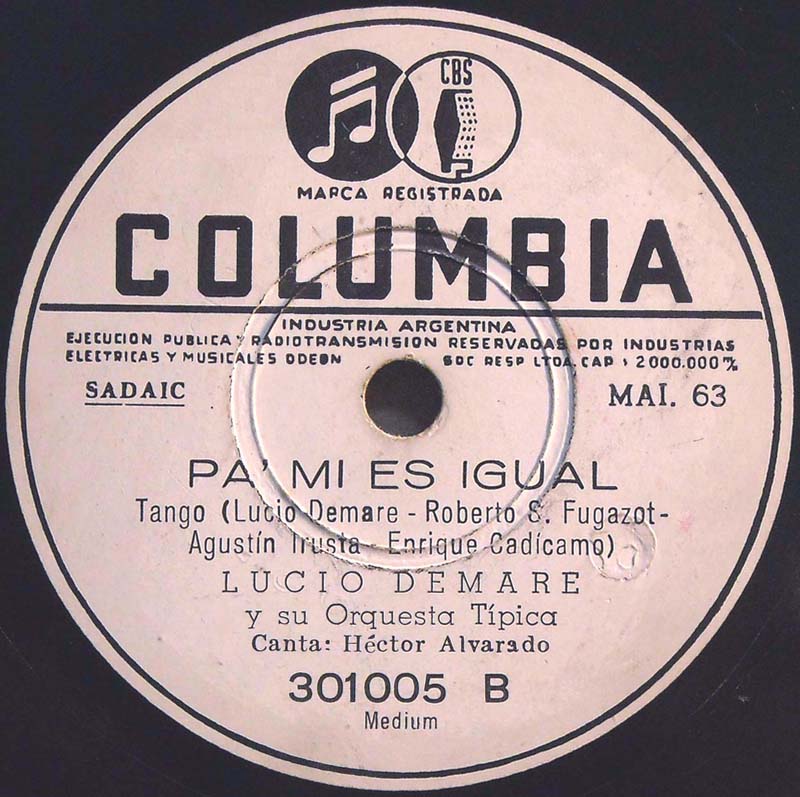 CBS
MARCA REGISTRADA
COLUMBIA
INDUSTRIA ARGENTINA
EJECUCION PUBLICA Y RADIOTRANSMISION RESERVADAS POR INDUSTRIAS
ELECTRICAS Y MUSICALES ODEON SOC RESP LTDA. CAP $ 2000.000 m/n
SADAIC MAI. 63
PA' MI ES IGUAL
Tango (Lucio Demare - Roberto S. Fugazot-
Agustín Irusta - Enrique Cadícamo)
LUCIO DEMARE
y su Orquesta Típica
Canta: Héctor Alvarado
301005 B
Medium